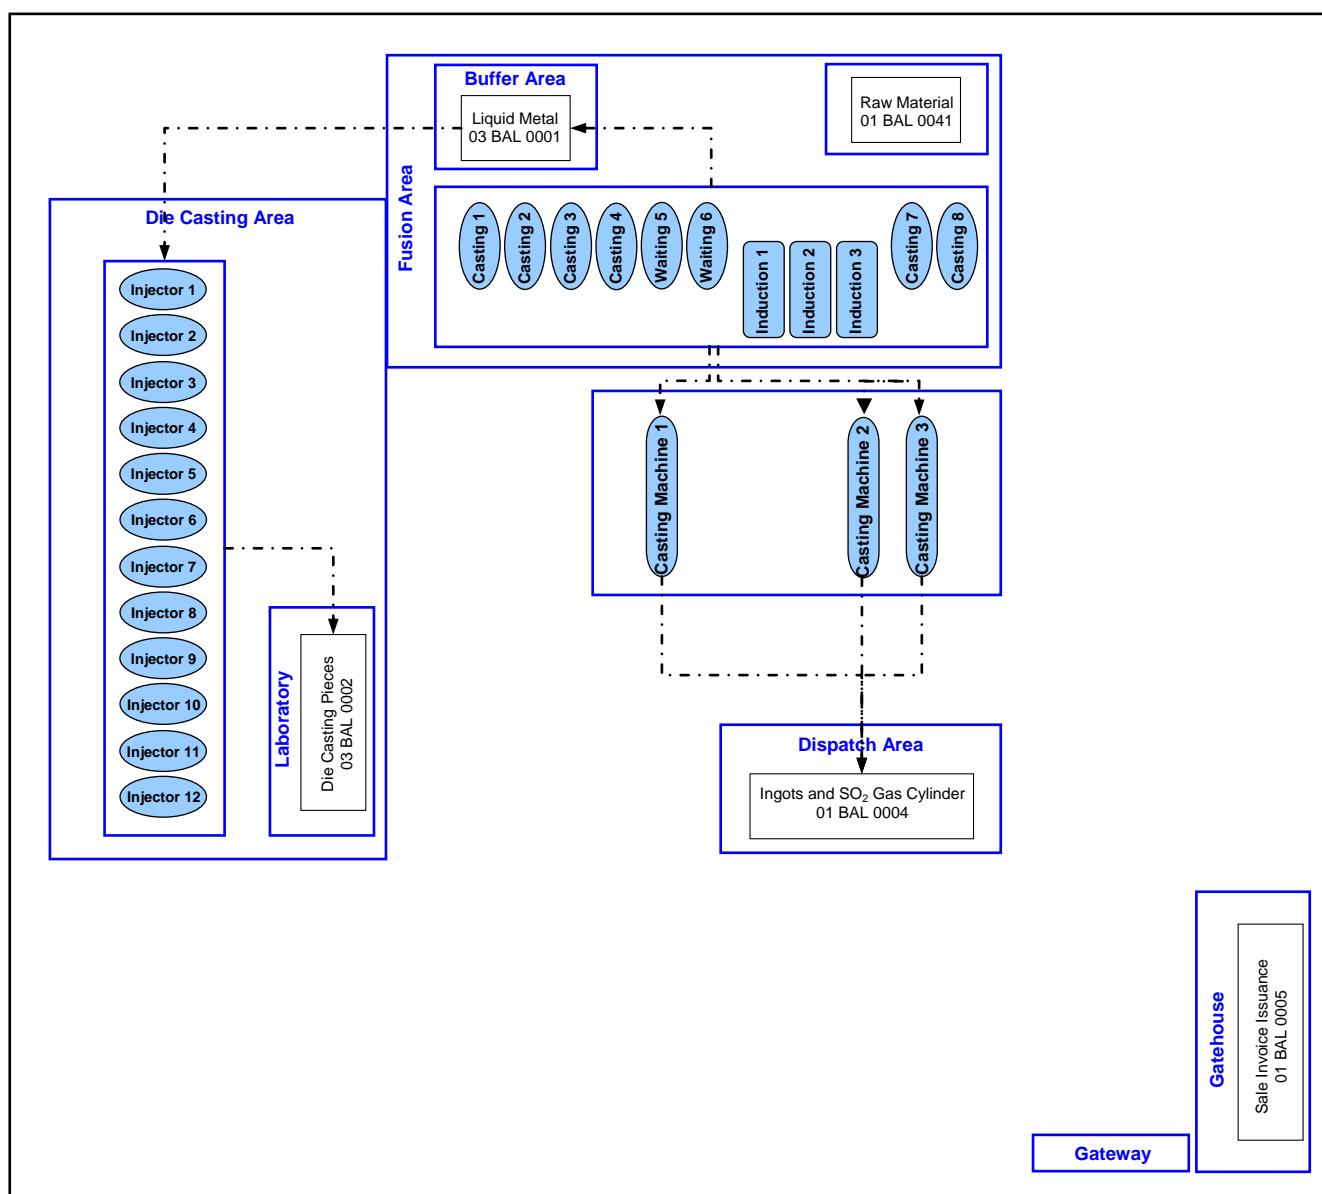 Buffer Area
Liquid Metal
03 BAL 0001
Raw Material
01 BAL 0041
Fusion Area
Casting 1
Casting 2
Casting 3
Casting 4
Waiting 5
Waiting 6
Induction 1
Induction 2
Induction 3
Casting 7
Casting 8
Die Casting Area
Injector 1
Injector 2
Injector 3
Injector 4
Injector 5
Injector 6
Injector 7
Injector 8
Injector 9
Injector 10
Injector 11
Injector 12
Laboratory
Die Casting Pieces
03 BAL 0002
Casting Machine 1
Casting Machine 2
Casting Machine 3
Dispatch Area
Ingots and SO₂ Gas Cylinder
01 BAL 0004
Gatehouse
Sale Invoice Issuance
01 BAL 0005
Gateway